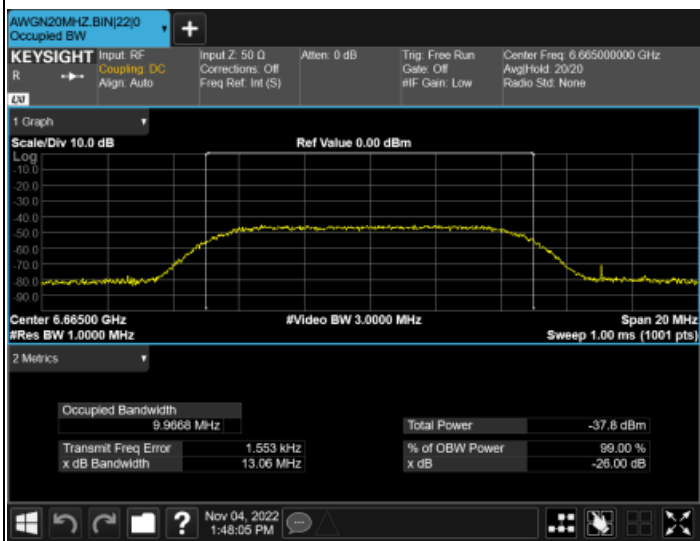 AWGN20MHZ.BIN|22|0
Occupied BW
+
KEYSIGHT Input: RF Input Z: 50 Ω Atten: 0 dB Trig: Free Run Center Freq: 6.665000000 GHz
R Coupling: DC Corrections: Off Gate: Off Avg|Hold: 20/20
Align: Auto Freq Ref: Int (S) #IF Gain: Low Radio Std: None
LXI
1 Graph
Scale/Div 10.0 dB Ref Value 0.00 dBm
Log
-10.0
-20.0
-30.0
-40.0
-50.0
-60.0
-70.0
-80.0
-90.0
Center 6.66500 GHz #Video BW 3.0000 MHz Span 20 MHz
#Res BW 1.0000 MHz Sweep 1.00 ms (1001 pts)
2 Metrics
Occupied Bandwidth
9.9668 MHz Total Power -37.8 dBm
Transmit Freq Error 1.553 kHz % of OBW Power 99.00 %
x dB Bandwidth 13.06 MHz x dB -26.00 dB
? Nov 04, 2022
1:48:05 PM